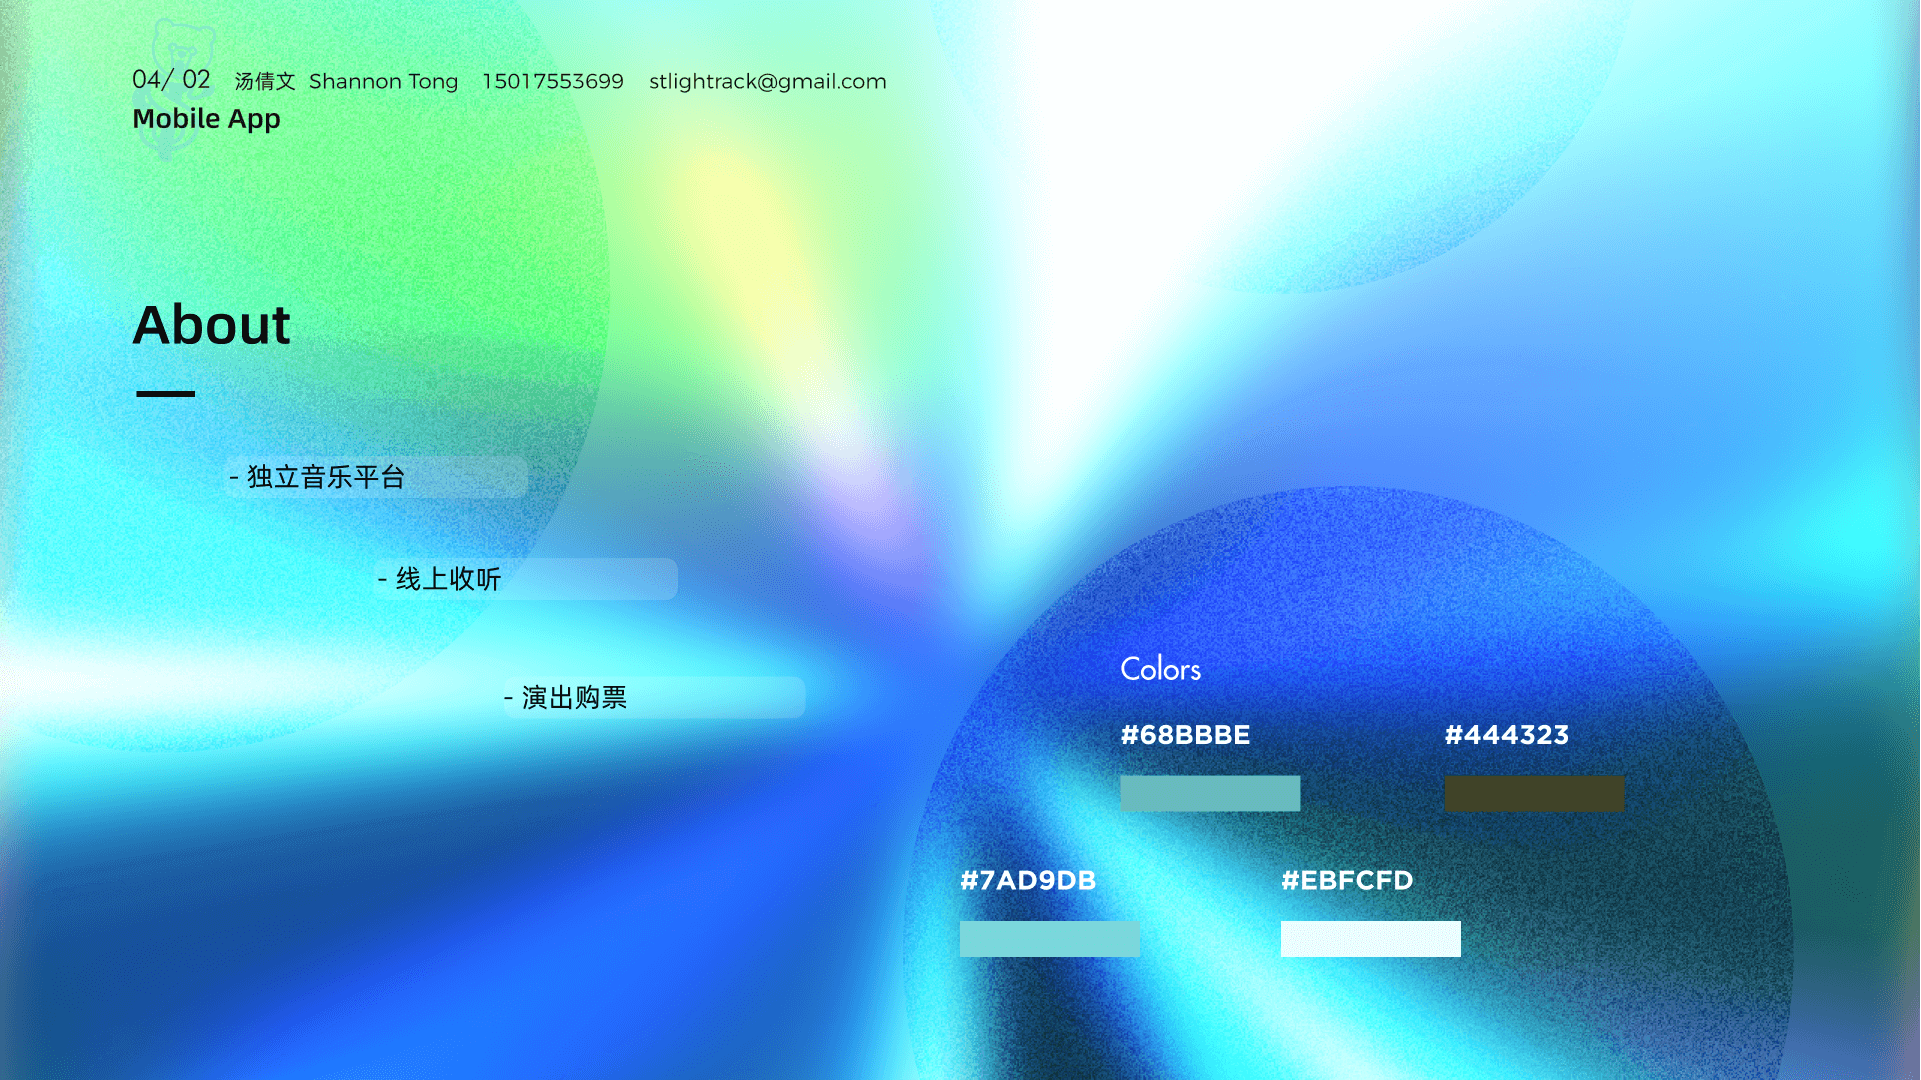 04/ 02 汤倩文 Shannon Tong 15017553699 stlightrack@gmail.com
Mobile App
About
- 独立音乐平台
- 线上收听
- 演出购票
Colors
#68BBBE #444323
#7AD9DB #EBFCFD